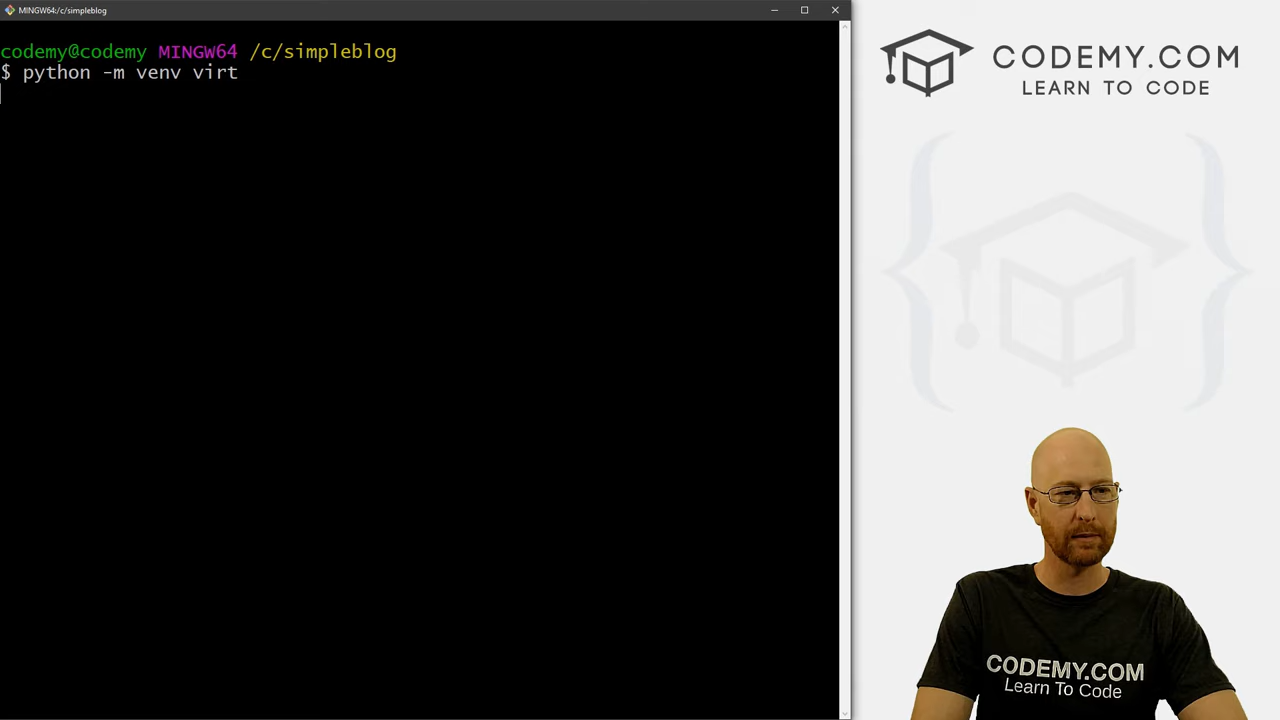 MINGW64:/c/simpleblog
codemy@codemy MINGW64 /c/simpleblog
$ python -m venv virt
CODEMY.COM
LEARN TO CODE
CODEMY.COM
Learn To Code